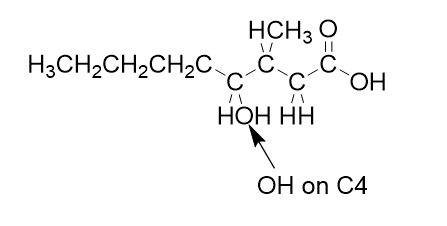 HCH3 O
H3CH2CH2CH2C C C
C C OH
HOH HH
OH on C4